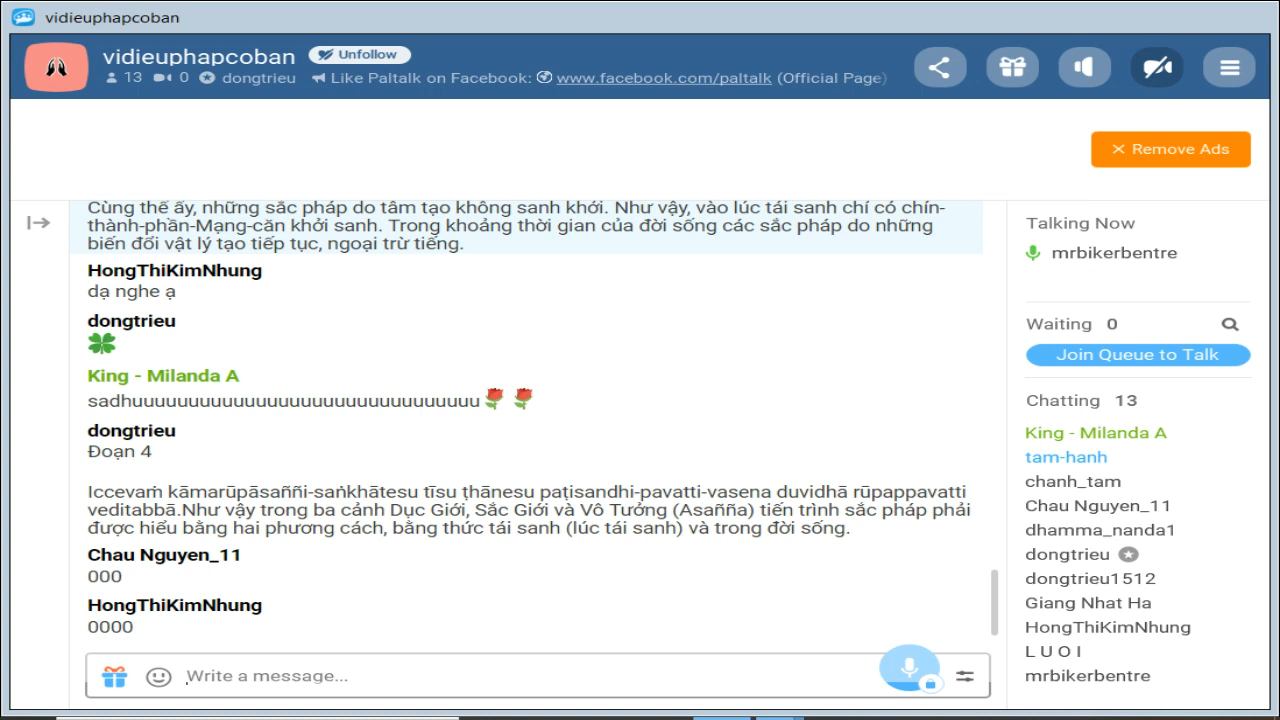 vidieuphapcoban
vidieuphapcoban Unfollow
13 0 dongtrieu Like Paltalk on Facebook: www.facebook.com/paltalk (Official Page)
Remove Ads
Cùng thế ấy, những sắc pháp do tâm tạo không sanh khởi. Như vậy, vào lúc tái sanh chỉ có chín-
thành-phần-Mạng-căn khởi sanh. Trong khoảng thời gian của đời sống các sắc pháp do những
biến đổi vật lý tạo tiếp tục, ngoại trừ tiếng.
HongThiKimNhung
dạ nghe ạ
dongtrieu
King - Milanda A
sadhuuuuuuuuuuuuuuuuuuuuuuuuuuuuuuu
dongtrieu
Đoạn 4
Iccevaṁ kāmarūpāsaññi-saṅkhātesu tīsu ṭhānesu paṭisandhi-pavatti-vasena duvidhā rūpappavatti
veditabbā.Như vậy trong ba cảnh Dục Giới, Sắc Giới và Vô Tưởng (Asañña) tiến trình sắc pháp phải
được hiểu bằng hai phương cách, bằng thức tái sanh (lúc tái sanh) và trong đời sống.
Chau Nguyen_11
000
HongThiKimNhung
0000
Write a message...
Talking Now
mrbikerbentre
Waiting 0
Join Queue to Talk
Chatting 13
King - Milanda A
tam-hanh
chanh_tam
Chau Nguyen_11
dhamma_nanda1
dongtrieu
dongtrieu1512
Giang Nhat Ha
HongThiKimNhung
L U O I
mrbikerbentre